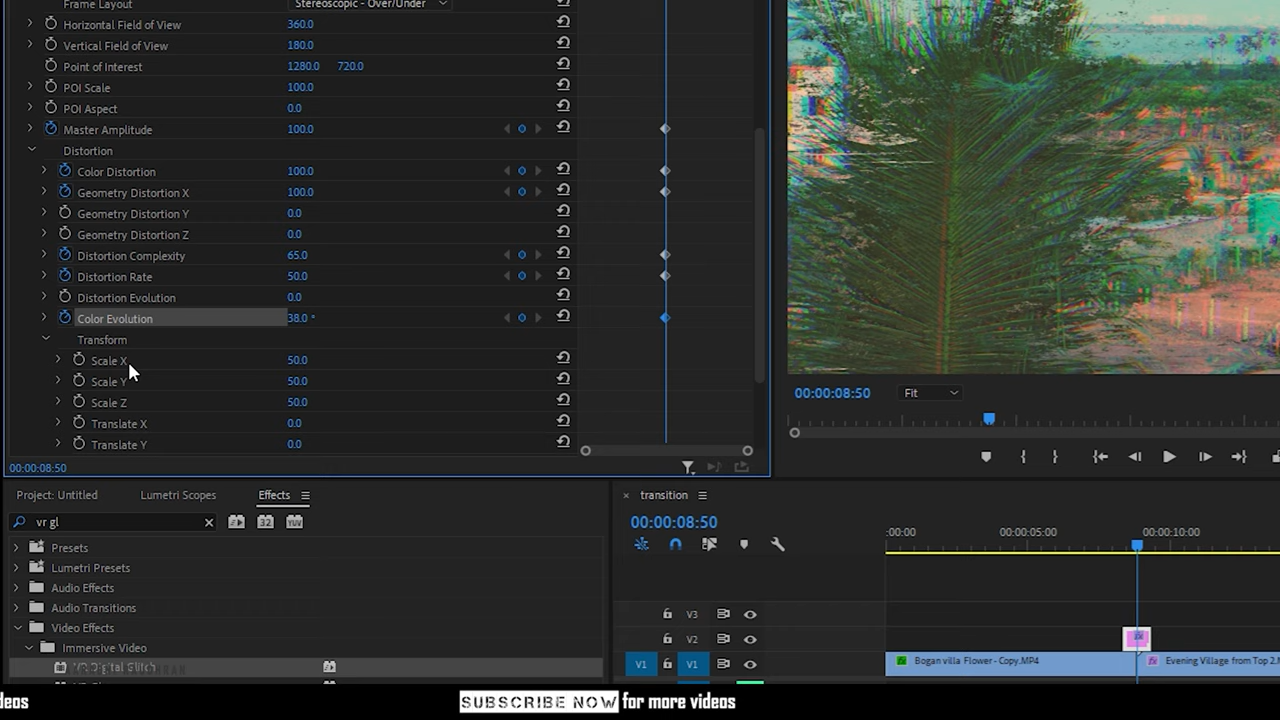 Frame Layout Stereoscopic - Over/Under
Horizontal Field of View 360.0
Vertical Field of View 180.0
Point of Interest 1280.0 720.0
POI Scale 100.0
POI Aspect 0.0
Master Amplitude 100.0
Distortion
Color Distortion 100.0
Geometry Distortion X 100.0
Geometry Distortion Y 0.0
Geometry Distortion Z 0.0
Distortion Complexity 65.0
Distortion Rate 50.0
Distortion Evolution 0.0
Color Evolution 38.0 °
Transform
Scale X 50.0
Scale Y 50.0
Scale Z 50.0
Translate X 0.0
Translate Y 0.0
00:00:08:50
00:00:08:50 Fit
Project: Untitled Lumetri Scopes Effects
vr gl 32 YUV
Presets
Lumetri Presets
Audio Effects
Audio Transitions
Video Effects
Immersive Video
VR Digital Glitch
× transition
00:00:08:50
:00:00 00:00:05:00 00:00:10:00
V3
V2 fx
V1 V1 fx Bogan villa Flower - Copy.MP4 fx Evening Village from Top 2.M
deos SUBSCRIBE NOW for more videos